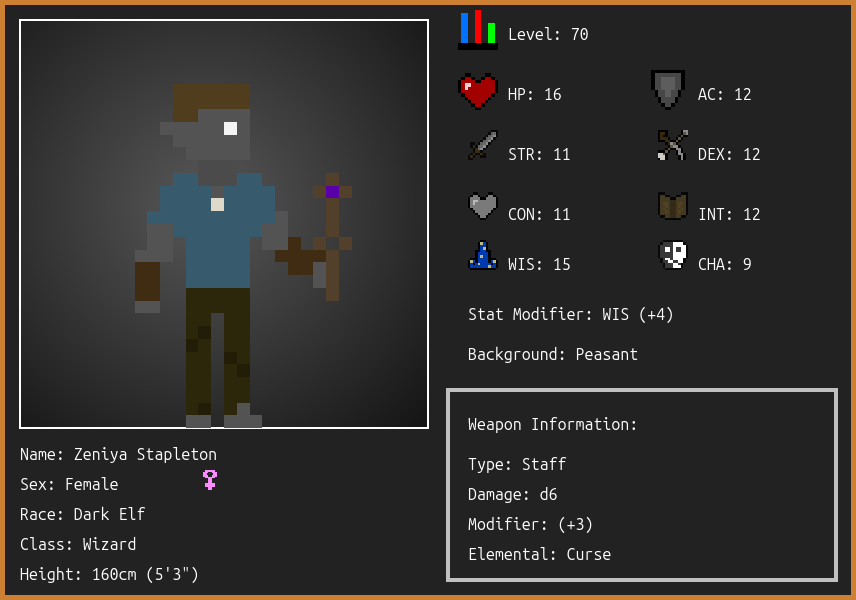 Level: 70
HP: 16
AC: 12
STR: 11
DEX: 12
CON: 11
INT: 12
WIS: 15
CHA: 9
Stat Modifier: WIS (+4)
Background: Peasant
Weapon Information:
Type: Staff
Damage: d6
Modifier: (+3)
Elemental: Curse
Name: Zeniya Stapleton
Sex: Female
Race: Dark Elf
Class: Wizard
Height: 160cm (5'3")